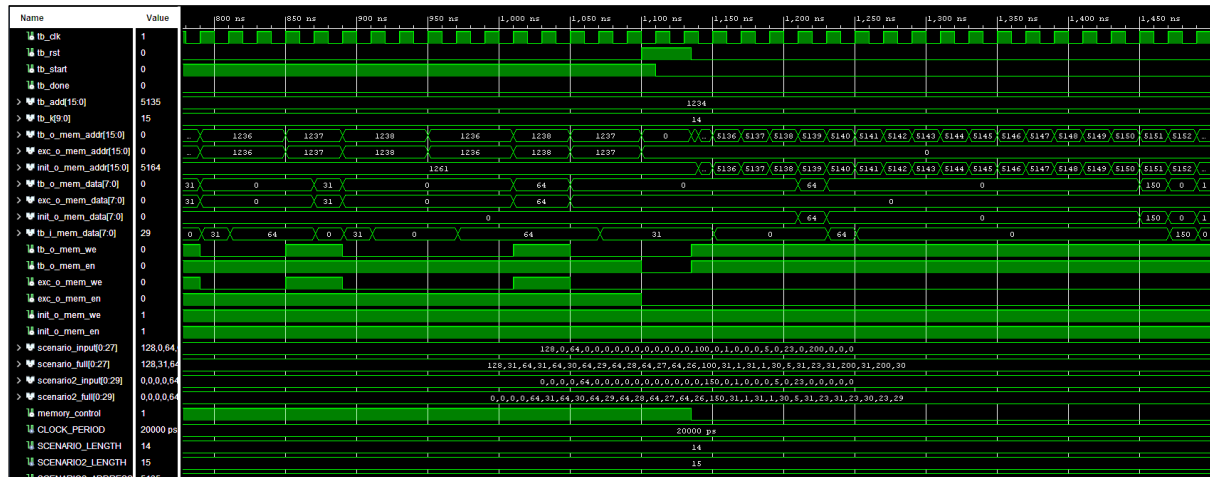 Name Value 800 ns 850 ns 900 ns 950 ns 1,000 ns 1,050 ns 1,100 ns 1,150 ns 1,200 ns 1,250 ns 1,300 ns 1,350 ns 1,400 ns 1,450 ns
tb_clk 1
tb_rst 0
tb_start 0
tb_done 0
tb_add[15:0] 5135 1234
tb_k[9:0] 15 14
tb_o_mem_addr[15:0] 0 .. 1236 1237 1238 1236 1238 1237 0 .. 5136 5137 5138 5139 5140 5141 5142 5143 5144 5145 5146 5147 5148 5149 5150 5151 5152 ..
exc_o_mem_addr[15:0] 0 .. 1236 1237 1238 1236 1238 1237 0
init_o_mem_addr[15:0] 5164 1261 .. 5136 5137 5138 5139 5140 5141 5142 5143 5144 5145 5146 5147 5148 5149 5150 5151 5152 ..
tb_o_mem_data[7:0] 0 31 0 31 0 64 0 64 0 150 0 1
exc_o_mem_data[7:0] 0 31 0 31 0 64 0
init_o_mem_data[7:0] 0 0 64 0 150 0 1
tb_i_mem_data[7:0] 29 0 31 64 0 31 0 64 31 0 64 0 150 0
tb_o_mem_we 0
tb_o_mem_en 0
exc_o_mem_we 0
exc_o_mem_en 0
init_o_mem_we 1
init_o_mem_en 1
scenario_input[0:27] 128,0,64, 128,0,64,0,0,0,0,0,0,0,0,0,0,100,0,1,0,0,0,5,0,23,0,200,0,0,0
scenario_full[0:27] 128,31,64 128,31,64,31,64,30,64,29,64,28,64,27,64,26,100,31,1,31,1,30,5,31,23,31,200,31,200,30
scenario2_input[0:29] 0,0,0,0,64 0,0,0,0,64,0,0,0,0,0,0,0,0,0,0,0,150,0,1,0,0,0,5,0,23,0,0,0,0,0
scenario2_full[0:29] 0,0,0,0,64 0,0,0,0,64,31,64,30,64,29,64,28,64,27,64,26,150,31,1,31,1,30,5,31,23,31,23,30,23,29
memory_control 1
CLOCK_PERIOD 20000 ps 20000 ps
SCENARIO_LENGTH 14 14
SCENARIO2_LENGTH 15 15